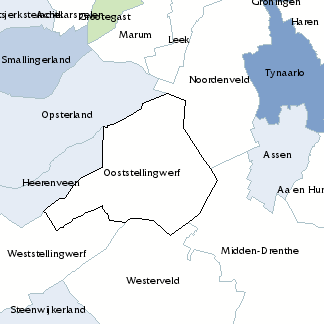 Groningen
Achtkarspelen
Grootegast
Haren
Marum
Leek
Smallingerland
Noordenveld
Tynaarlo
Opsterland
Assen
Ooststellingwerf
Heerenveen
Aa en Hun
Weststellingwerf
Midden-Drenthe
Westerveld
Steenwijkerland